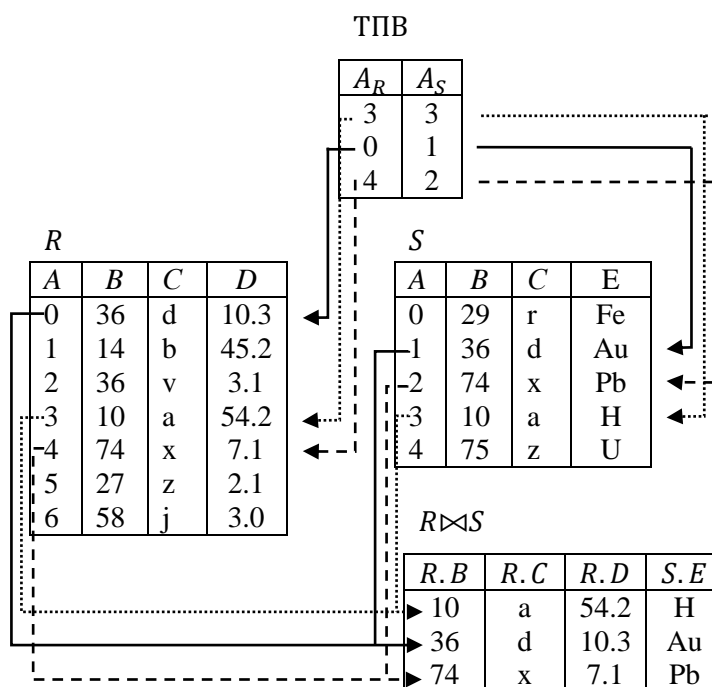 ТПВ
A_R A_S
3 3
0 1
4 2
R
A B C D
0 36 d 10.3
1 14 b 45.2
2 36 v 3.1
3 10 a 54.2
4 74 x 7.1
5 27 z 2.1
6 58 j 3.0
S
A B C E
0 29 r Fe
1 36 d Au
2 74 x Pb
3 10 a H
4 75 z U
R⋈S
R.B R.C R.D S.E
10 a 54.2 H
36 d 10.3 Au
74 x 7.1 Pb